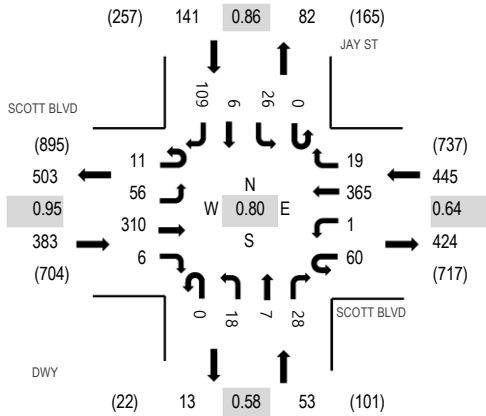 (257) 141 0.86 82 (165)
JAY ST
SCOTT BLVD
109 6 26 0
(895)
503
0.95
383
(704)
11
56
310
6
N
W 0.80 E
S
19
365
1
60
(737)
445
0.64
424
(717)
0 18 7 28
SCOTT BLVD
DWY
(22) 13 0.58 53 (101)